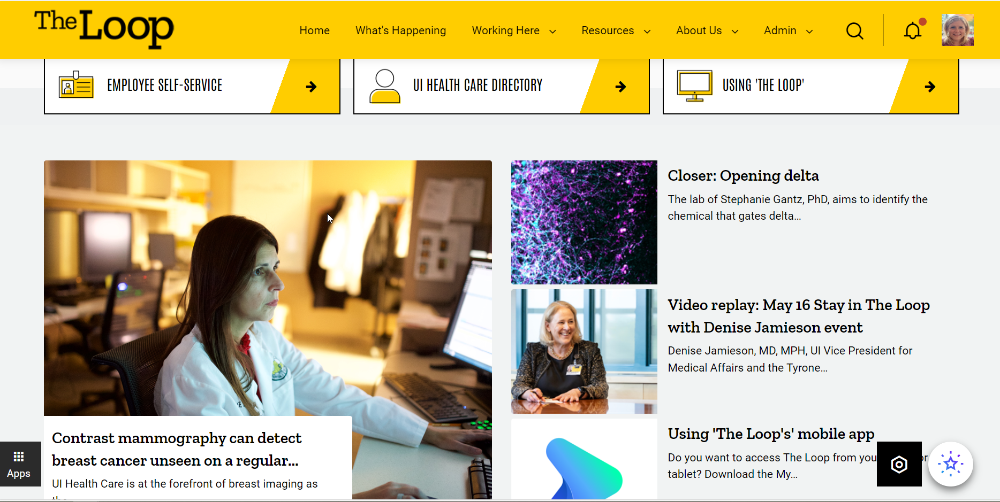 The Loop
Home What's Happening Working Here Resources About Us Admin
EMPLOYEE SELF-SERVICE
UI HEALTH CARE DIRECTORY
USING 'THE LOOP'
Contrast mammography can detect
breast cancer unseen on a regular...
UI Health Care is at the forefront of breast imaging as
Closer: Opening delta
The lab of Stephanie Gantz, PhD, aims to identify the
chemical that gates delta...
Video replay: May 16 Stay in The Loop
with Denise Jamieson event
Denise Jamieson, MD, MPH, UI Vice President for
Medical Affairs and the Tyrone...
Using 'The Loop's' mobile app
Do you want to access The Loop from
tablet? Download the My...
Apps